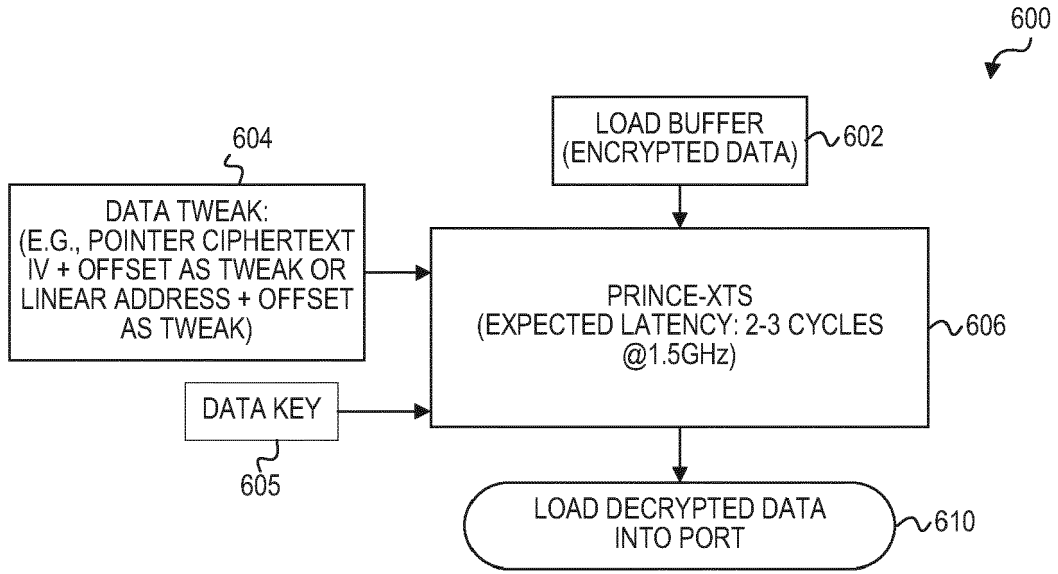 600
LOAD BUFFER
(ENCRYPTED DATA)
602
604
DATA TWEAK:
(E.G., POINTER CIPHERTEXT
IV + OFFSET AS TWEAK OR
LINEAR ADDRESS + OFFSET
AS TWEAK)
PRINCE-XTS
(EXPECTED LATENCY: 2-3 CYCLES
@1.5GHz)
606
DATA KEY
605
LOAD DECRYPTED DATA
INTO PORT
610